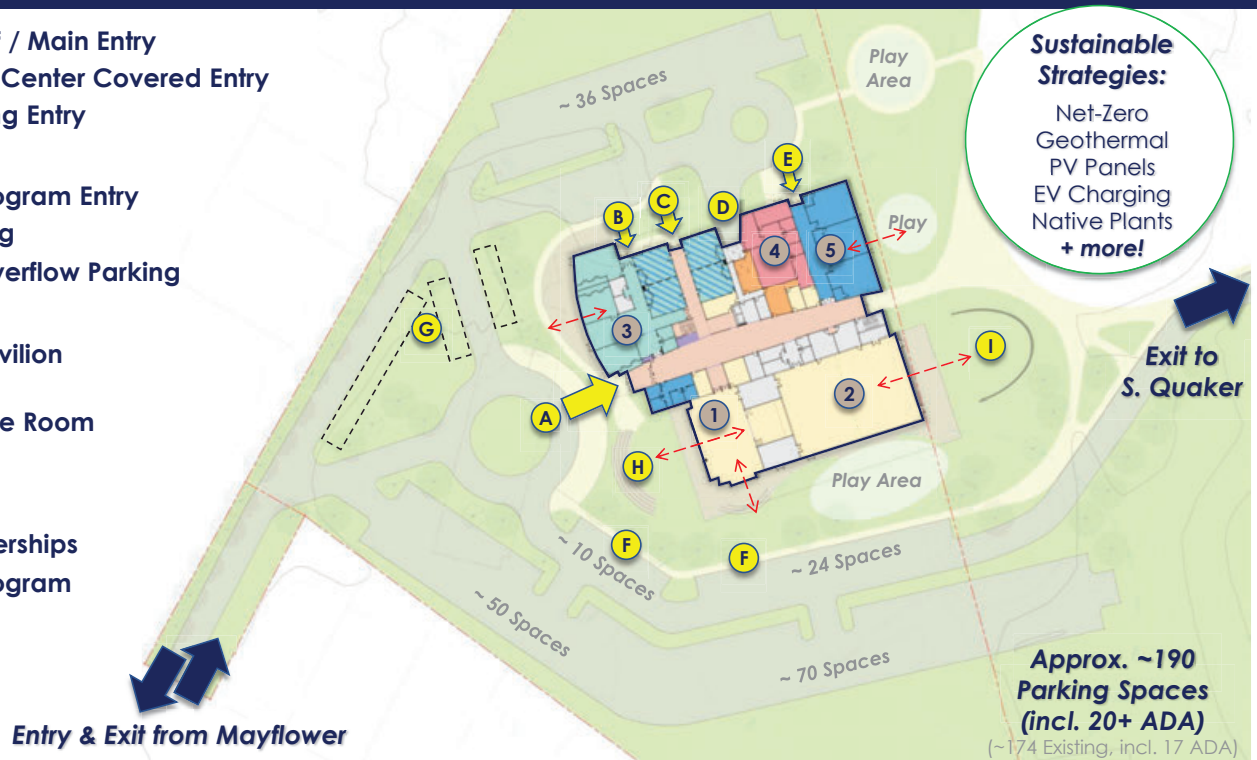 / Main Entry
Center Covered Entry
g Entry
ogram Entry
g
verflow Parking
vilion
e Room
erships
ogram
Sustainable
Strategies:
Net-Zero
Geothermal
PV Panels
EV Charging
Native Plants
+ more!
Play
Area
~ 36 Spaces
E
D
C
B
Play
4
5
3
G
I
2
1
A
H
Exit to
S. Quaker
Play Area
F
F
~ 10 Spaces
~ 24 Spaces
~ 50 Spaces
~ 70 Spaces
Approx. ~190
Parking Spaces
(incl. 20+ ADA)
(~174 Existing, incl. 17 ADA)
Entry & Exit from Mayflower